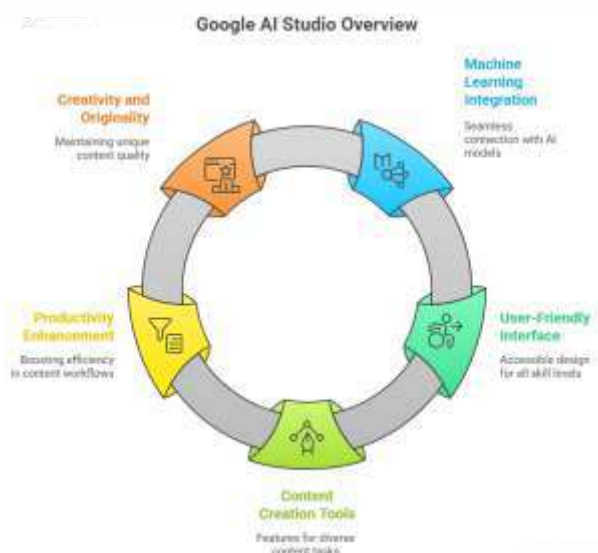 Google AI Studio Overview
Machine
Learning
Integration
Seamless
connection with AI
models
Creativity and
Originality
Maintaining unique
content quality
User-Friendly
Interface
Accessible design
for all skill levels
Productivity
Enhancement
Boosting efficiency
in content workflows
Content
Creation Tools
Features for diverse
content tasks